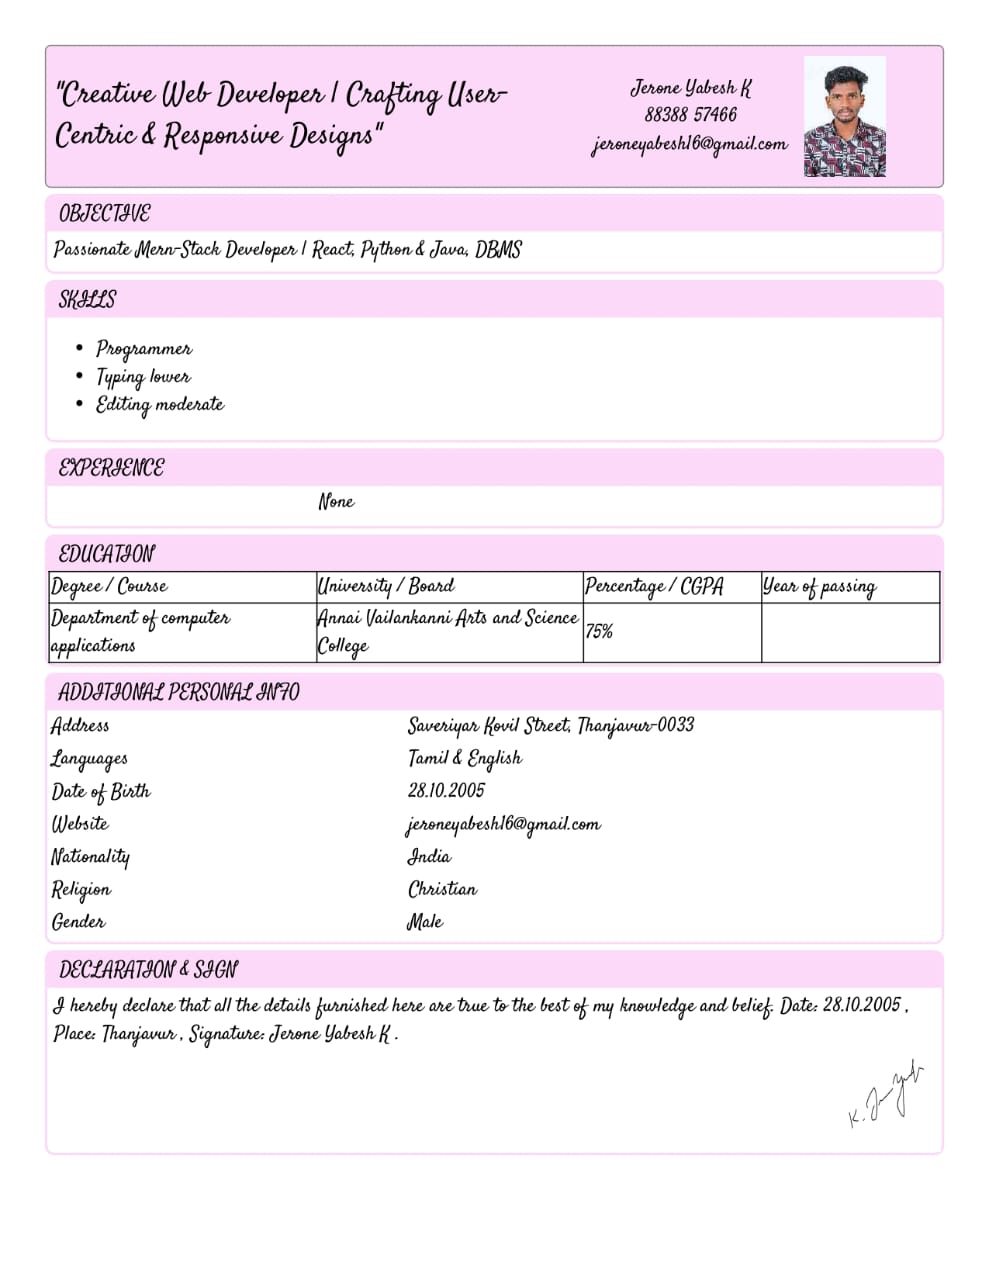 "Creative Web Developer | Crafting User-
Centric & Responsive Designs"
Jerone Yabesh K
88388 57466
jeroneyabesh16@gmail.com
OBJECTIVE
Passionate Mern-Stack Developer | React, Python & Java, DBMS
SKILLS
• Programmer
• Typing lower
• Editing moderate
EXPERIENCE
None
EDUCATION
Degree / Course University / Board Percentage / CGPA Year of passing
Department of computer applications Annai Vailankanni Arts and Science College 75%
ADDITIONAL PERSONAL INFO
Address Saveriyar Kovil Street, Thanjavur-0033
Languages Tamil & English
Date of Birth 28.10.2005
Website jeroneyabesh16@gmail.com
Nationality India
Religion Christian
Gender Male
DECLARATION & SIGN
I hereby declare that all the details furnished here are true to the best of my knowledge and belief. Date: 28.10.2005 ,
Place: Thanjavur , Signature: Jerone Yabesh K .